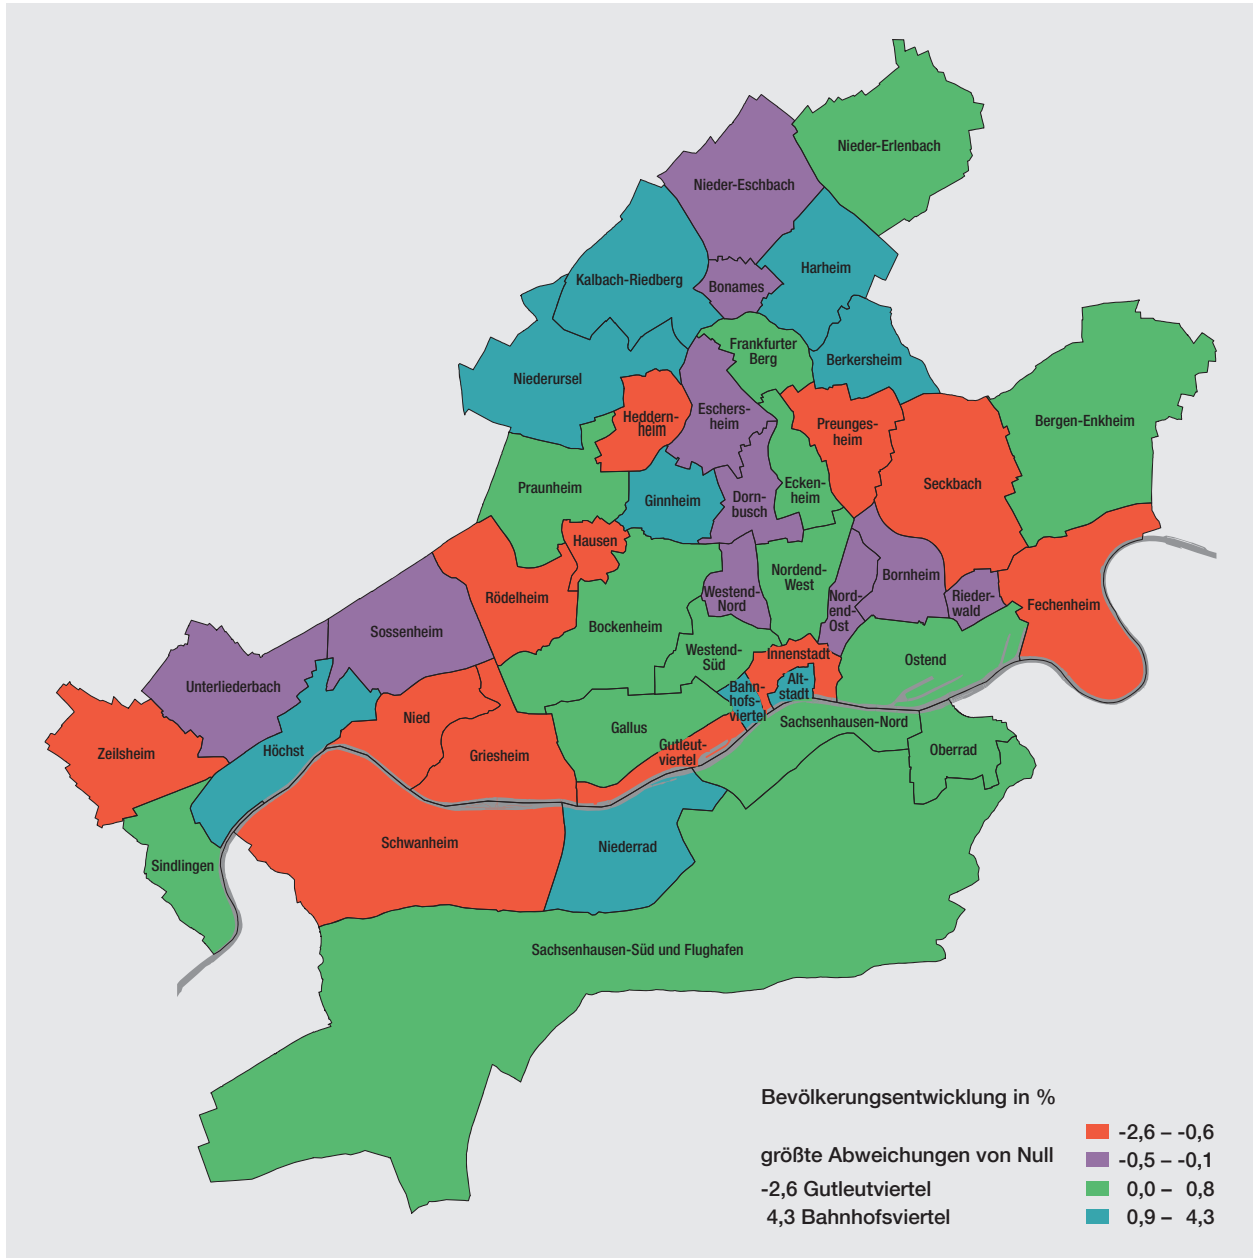 Nieder-Erlenbach
Nieder-Eschbach
Harheim
Kalbach-Riedberg
Bonames
Frankfurter
Berg
Berkersheim
Niederursel
Heddern-
heim
Eschers-
heim
Preunges-
heim
Bergen-Enkheim
Seckbach
Praunheim
Ginnheim
Dorn-
busch
Ecken-
heim
Hausen
Rödelheim
Nordend-
West
Bornheim
Westend-
Nord
Nord-
end-
Ost
Rieder-
wald
Fechenheim
Sossenheim
Bockenheim
Westend-
Süd
Innenstadt
Ostend
Unterliederbach
Bahn-
hofs-
viertel
Alt-
stadt
Nied
Gallus
Sachsenhausen-Nord
Zeilsheim
Höchst
Griesheim
Gutleut-
viertel
Oberrad
Schwanheim
Niederrad
Sindlingen
Sachsenhausen-Süd und Flughafen
Bevölkerungsentwicklung in %
-2,6 – -0,6
größte Abweichungen von Null
-0,5 – -0,1
-2,6 Gutleutviertel
0,0 – 0,8
4,3 Bahnhofsviertel
0,9 – 4,3